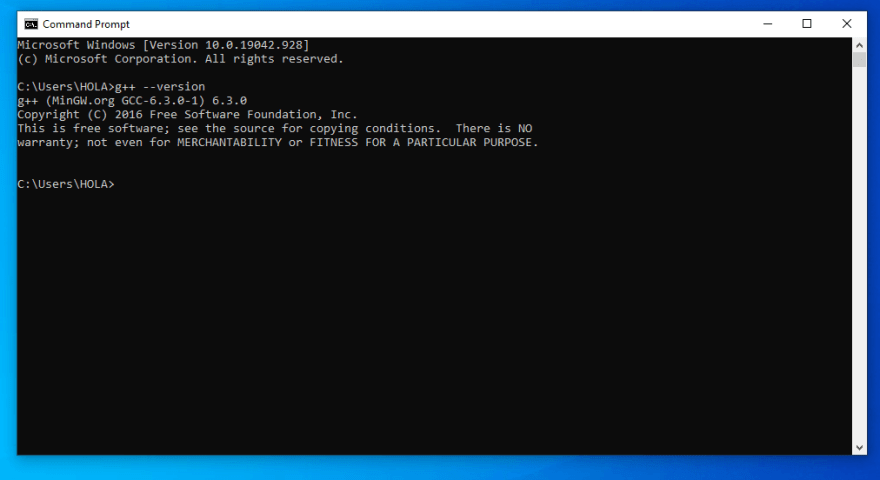 Command Prompt
Microsoft Windows [Version 10.0.19042.928]
(c) Microsoft Corporation. All rights reserved.
C:\Users\HOLA>g++ --version
g++ (MinGW.org GCC-6.3.0-1) 6.3.0
Copyright (C) 2016 Free Software Foundation, Inc.
This is free software; see the source for copying conditions.  There is NO
warranty; not even for MERCHANTABILITY or FITNESS FOR A PARTICULAR PURPOSE.
C:\Users\HOLA>